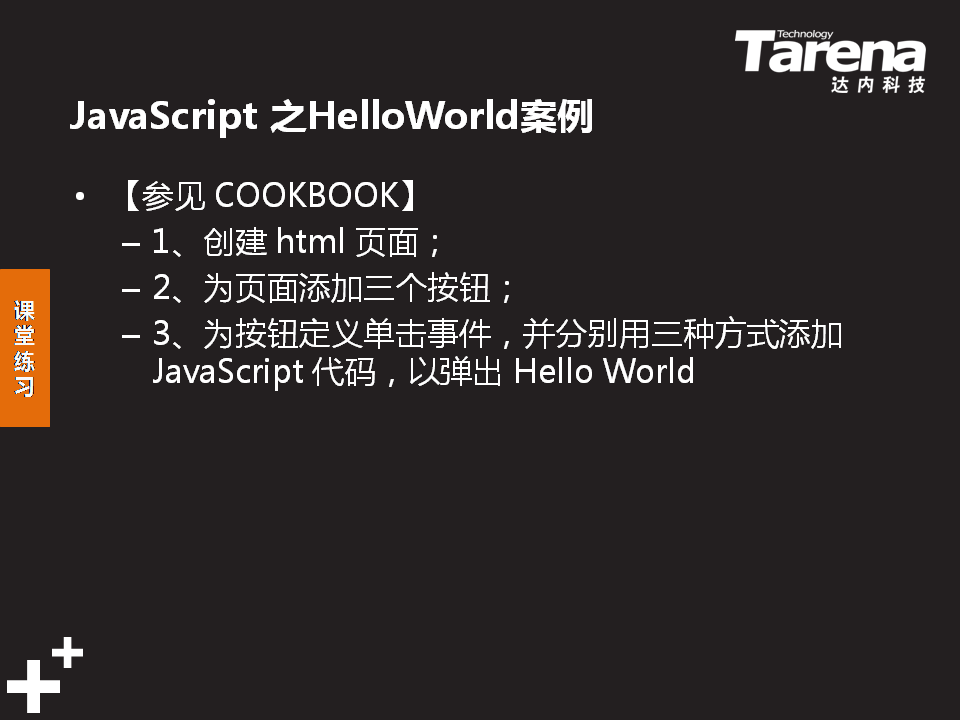 Technology
Tarena
达内科技
JavaScript 之HelloWorld案例
• 【参见 COOKBOOK】
– 1、创建 html 页面；
– 2、为页面添加三个按钮；
– 3、为按钮定义单击事件，并分别用三种方式添加
JavaScript 代码，以弹出 Hello World
课堂练习